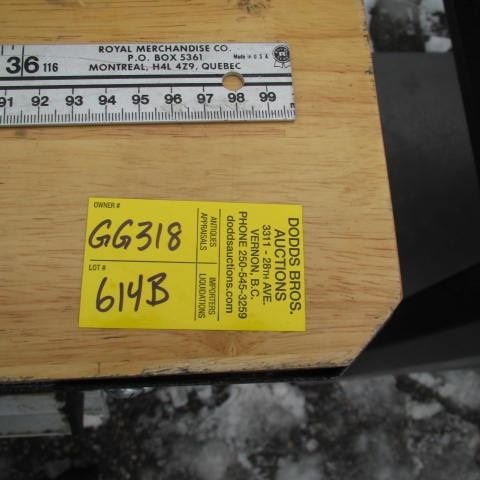 ROYAL MERCHANDISE CO.
P.O. BOX 5361
MONTREAL, H4L 4Z9, QUEBEC
Made in U.S.A.
36 116
91 92 93 94 95 96 97 98 99
OWNER #
GG318
LOT #
614B
ANTIQUES
APPRAISALS
IMPORTERS
LIQUIDATIONS
DODDS BROS.
AUCTIONS
3311 - 28TH AVE.
VERNON, B.C.
PHONE 250-545-3259
doddsauctions.com